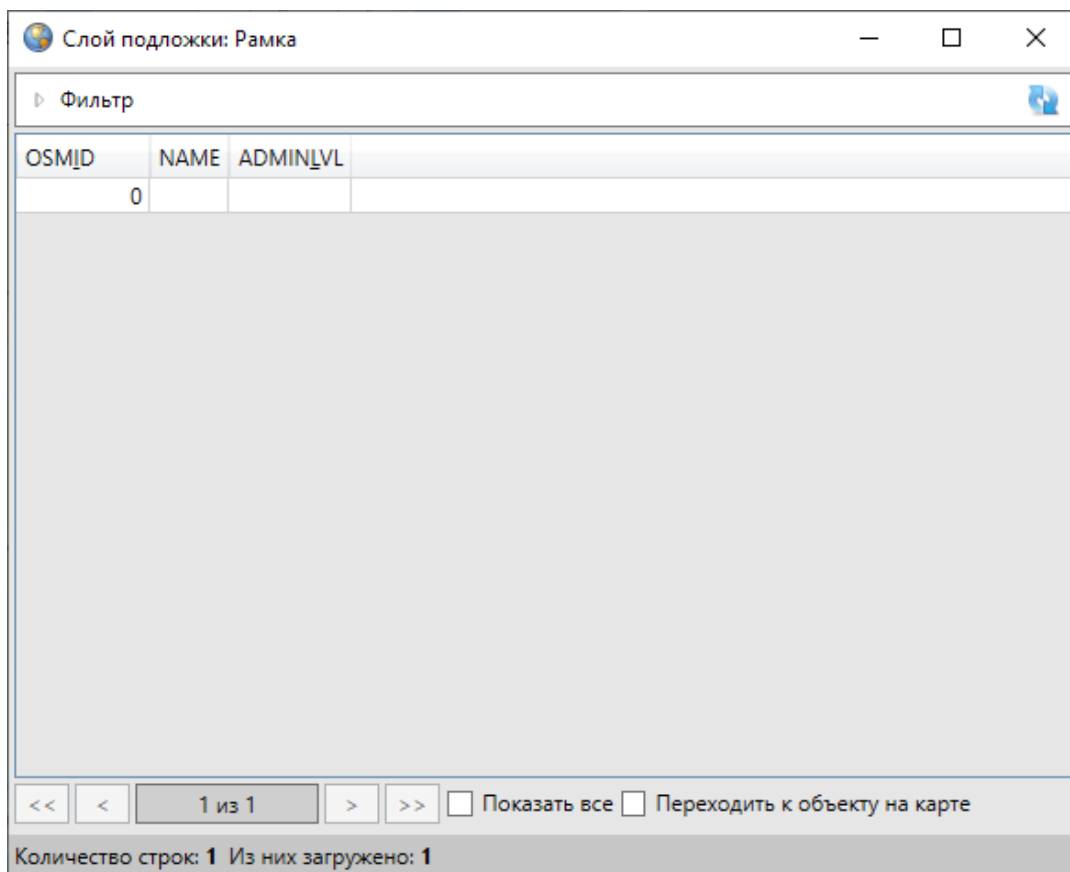 Слой подложки: Рамка
Фильтр
OSMID NAME ADMINLVL
0
<< < 1 из 1 > >> Показать все Переходить к объекту на карте
Количество строк: 1 Из них загружено: 1